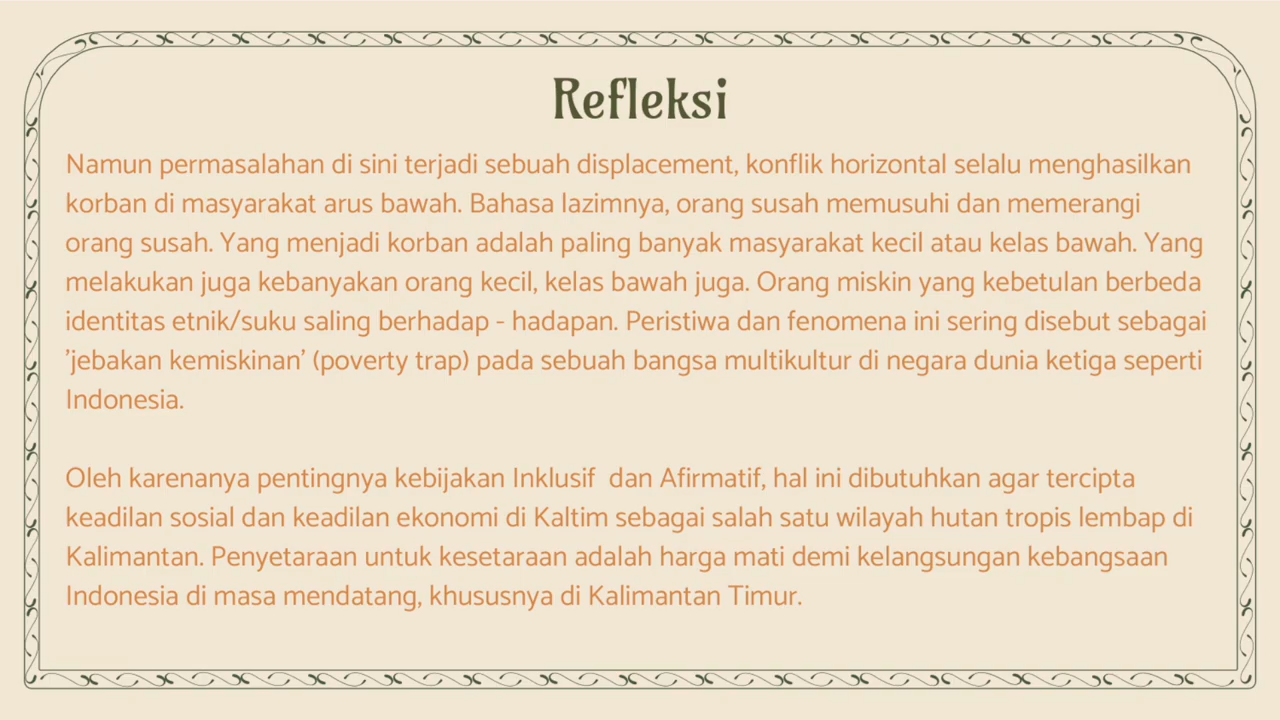 Refleksi
Namun permasalahan di sini terjadi sebuah displacement, konflik horizontal selalu menghasilkan
korban di masyarakat arus bawah. Bahasa lazimnya, orang susah memusuhi dan memerangi
orang susah. Yang menjadi korban adalah paling banyak masyarakat kecil atau kelas bawah. Yang
melakukan juga kebanyakan orang kecil, kelas bawah juga. Orang miskin yang kebetulan berbeda
identitas etnik/suku saling berhadap - hadapan. Peristiwa dan fenomena ini sering disebut sebagai
'jebakan kemiskinan' (poverty trap) pada sebuah bangsa multikultur di negara dunia ketiga seperti
Indonesia.
Oleh karenanya pentingnya kebijakan Inklusif  dan Afirmatif, hal ini dibutuhkan agar tercipta
keadilan sosial dan keadilan ekonomi di Kaltim sebagai salah satu wilayah hutan tropis lembap di
Kalimantan. Penyetaraan untuk kesetaraan adalah harga mati demi kelangsungan kebangsaan
Indonesia di masa mendatang, khususnya di Kalimantan Timur.